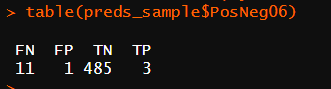 > table(preds_sample$PosNeg06)
FN FP TN TP
11 1 485 3
>